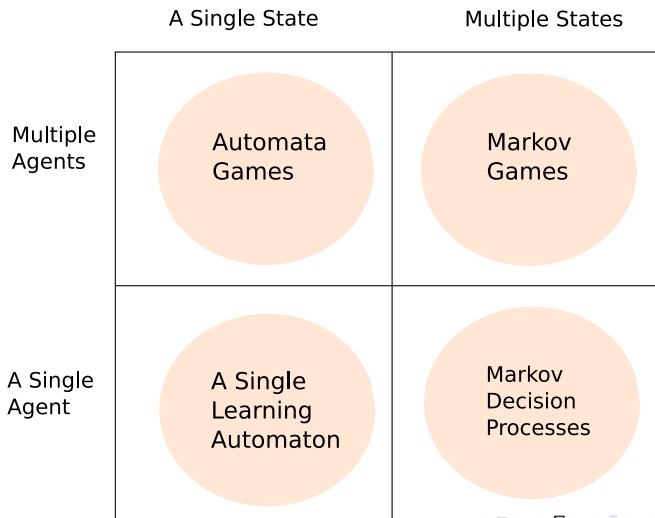 A Single State
Multiple States
Multiple
Agents
Automata
Games
Markov
Games
A Single
Agent
A Single
Learning
Automaton
Markov
Decision
Processes